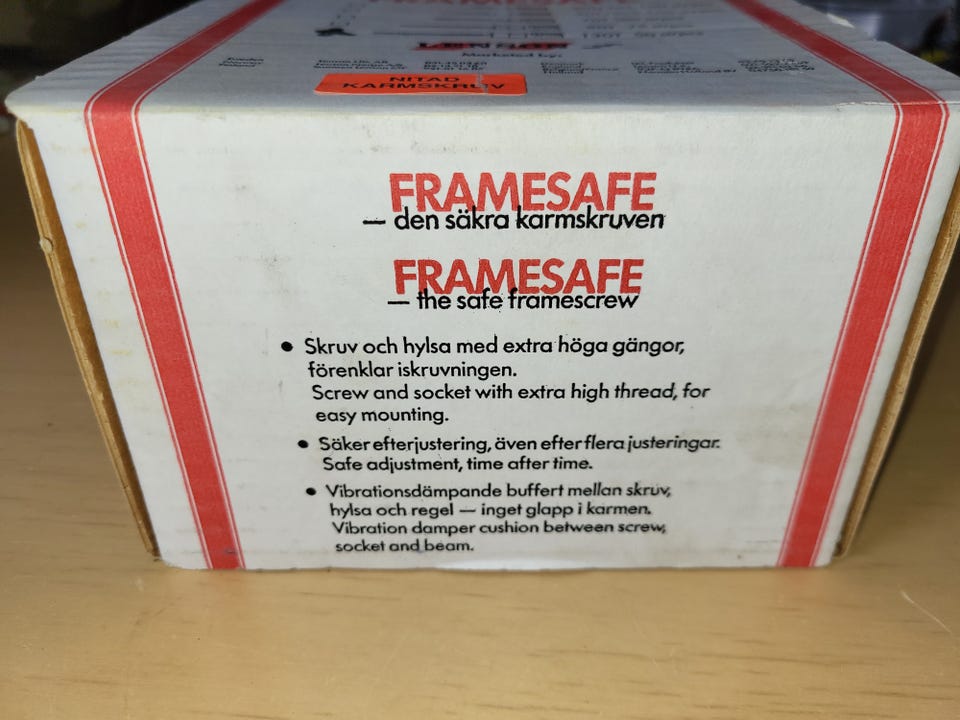 FRAMESAFE
Marketed by:
NITAD
KARMSKRUV
FRAMESAFE
— den säkra karmskruven
FRAMESAFE
— the safe framescrew
• Skruv och hylsa med extra höga gängor,
förenklar iskruvningen.
Screw and socket with extra high thread, for
easy mounting.
• Säker efterjustering, även efter flera justeringar.
Safe adjustment, time after time.
• Vibrationsdämpande buffert mellan skruv,
hylsa och regel — inget glapp i karmen.
Vibration damper cushion between screw,
socket and beam.